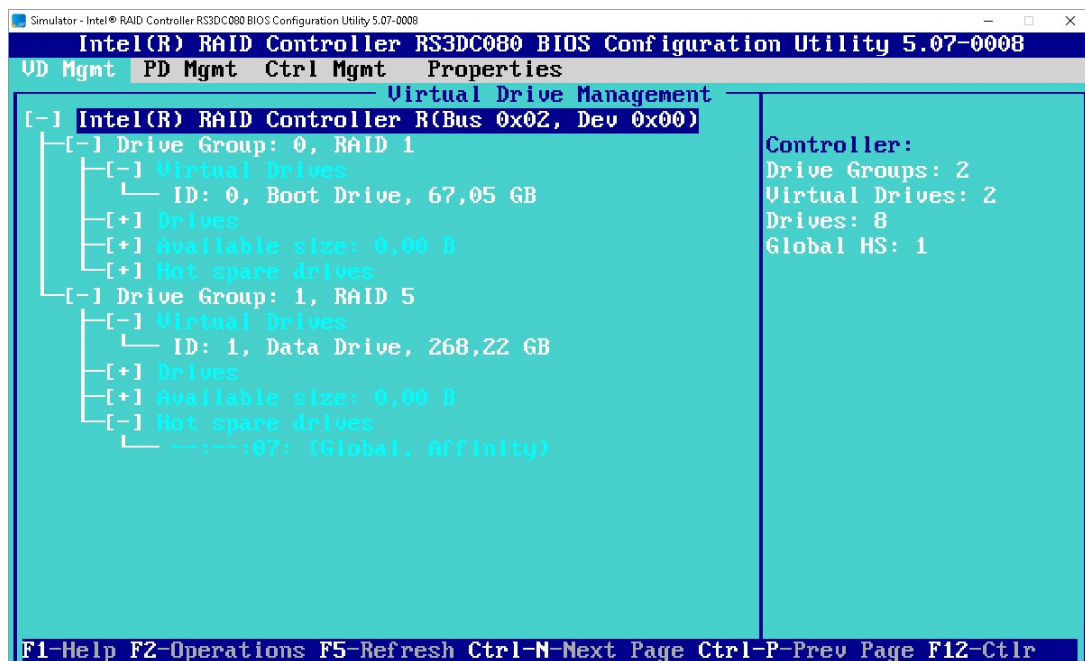 Simulator - Intel® RAID Controller RS3DC080 BIOS Configuration Utility 5.07-0008
Intel(R) RAID Controller RS3DC080 BIOS Configuration Utility 5.07-0008
VD Mgmt PD Mgmt Ctrl Mgmt Properties
Virtual Drive Management
[-] Intel(R) RAID Controller R(Bus 0x02, Dev 0x00)
[-] Drive Group: 0, RAID 1
[-] Virtual Drives
ID: 0, Boot Drive, 67,05 GB
[+] Drives
[+] Available size: 0,00 B
[+] Hot spare drives
[-] Drive Group: 1, RAID 5
[-] Virtual Drives
ID: 1, Data Drive, 268,22 GB
[+] Drives
[+] Available size: 0,00 B
[-] Hot spare drives
--:--:07: (Global, Affinity)
Controller:
Drive Groups: 2
Virtual Drives: 2
Drives: 8
Global HS: 1
F1-Help F2-Operations F5-Refresh Ctrl-N-Next Page Ctrl-P-Prev Page F12-Ctlr